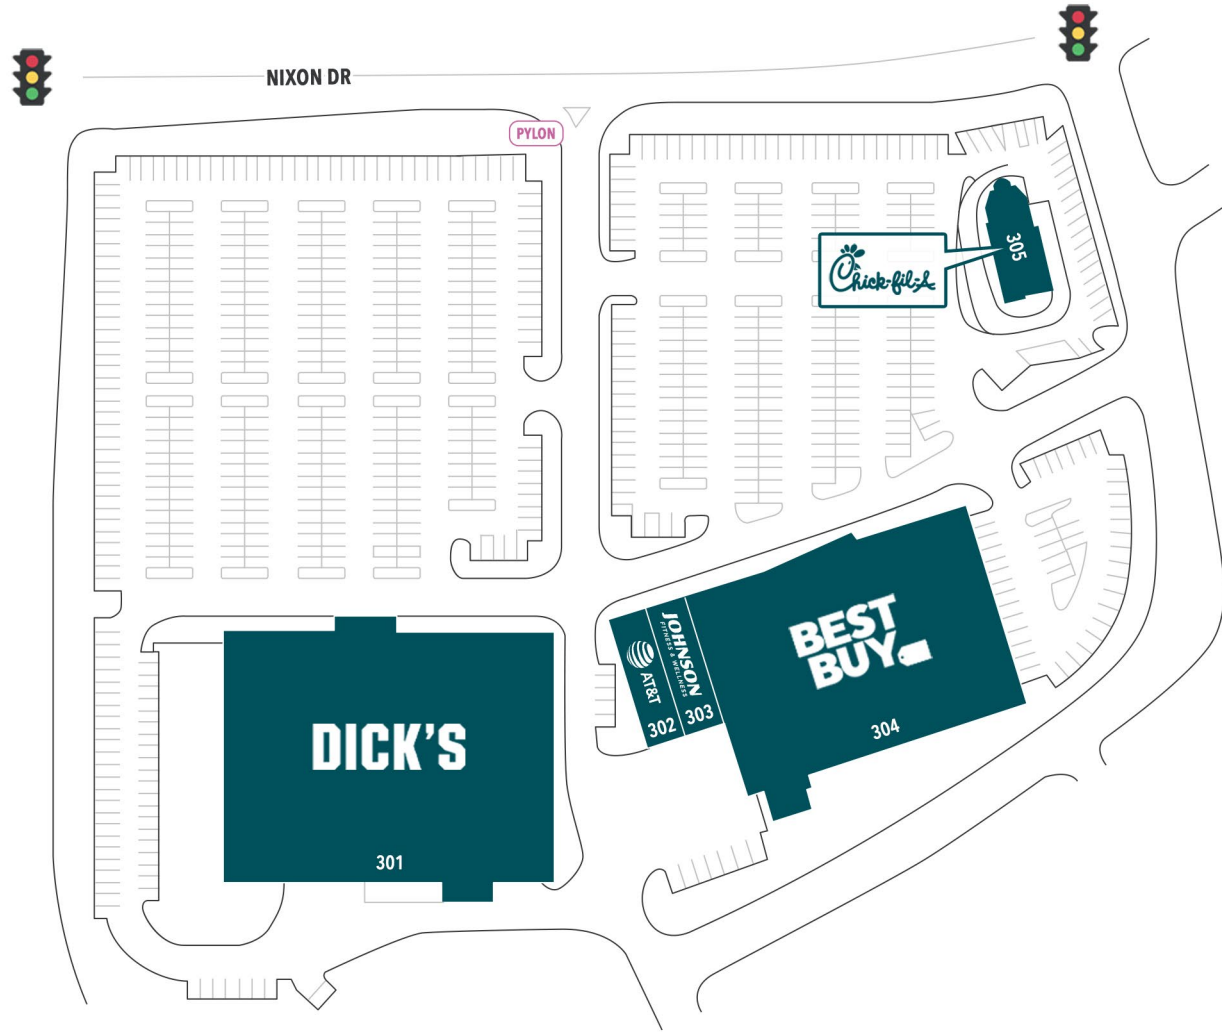 NIXON DR
PYLON
Chick-fil-A
305
BEST
BUY
304
JOHNSON
FITNESS & WELLNESS
303
AT&T
302
DICK'S
301